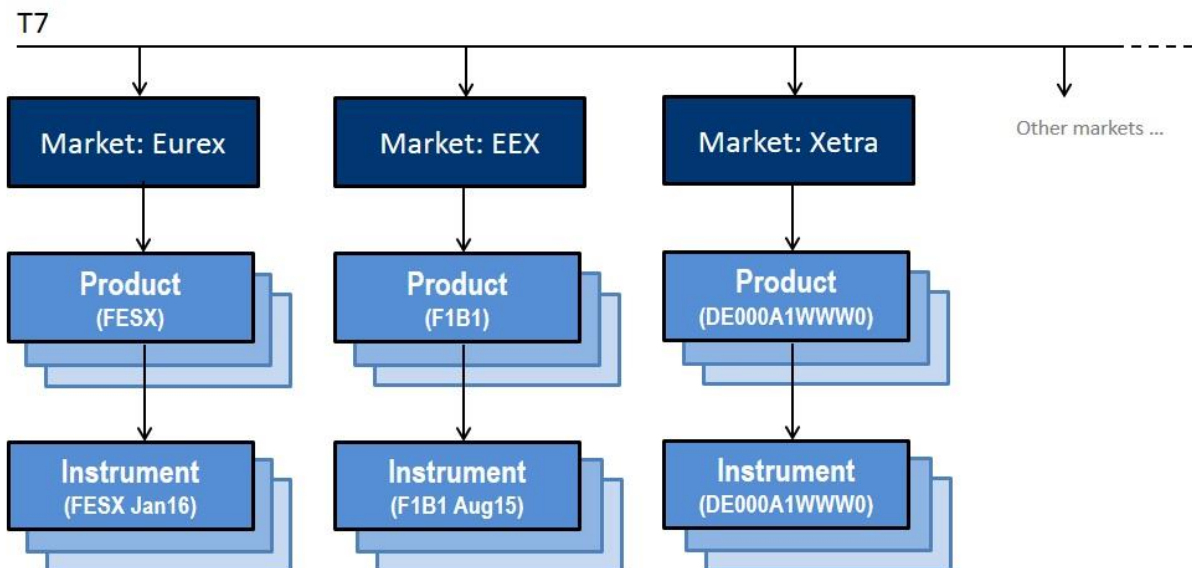 T7
Market: Eurex
Market: EEX
Market: Xetra
Other markets ...
Product
(FESX)
Product
(F1B1)
Product
(DE000A1WWW0)
Instrument
(FESX Jan16)
Instrument
(F1B1 Aug15)
Instrument
(DE000A1WWW0)